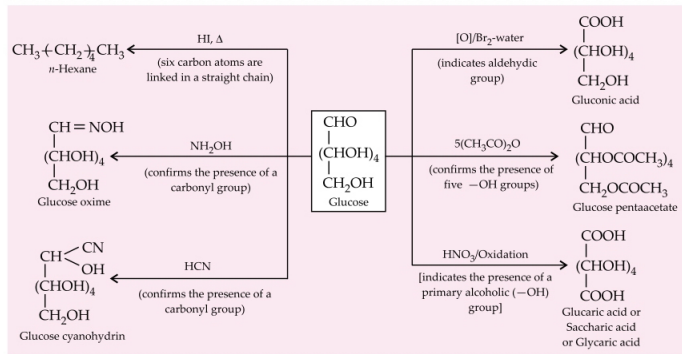 HI, Δ
CH₃-(CH₂)₄-CH₃
n-Hexane
(six carbon atoms are
linked in a straight chain)
CH=NOH
(CHOH)₄
CH₂OH
Glucose oxime
NH₂OH
(confirms the presence of a
carbonyl group)
CH
CN
OH
(CHOH)₄
CH₂OH
Glucose cyanohydrin
HCN
(confirms the presence of a
carbonyl group)
CHO
(CHOH)₄
CH₂OH
Glucose
[O]/Br₂-water
(indicates aldehydic
group)
COOH
(CHOH)₄
CH₂OH
Gluconic acid
5(CH₃CO)₂O
(confirms the presence of
five —OH groups)
CHO
(CHOCOCH₃)₄
CH₂OCOCH₃
Glucose pentaacetate
HNO₃/Oxidation
[indicates the presence of a
primary alcoholic (—OH)
group]
COOH
(CHOH)₄
COOH
Glucaric acid or
Saccharic acid
or Glycaric acid